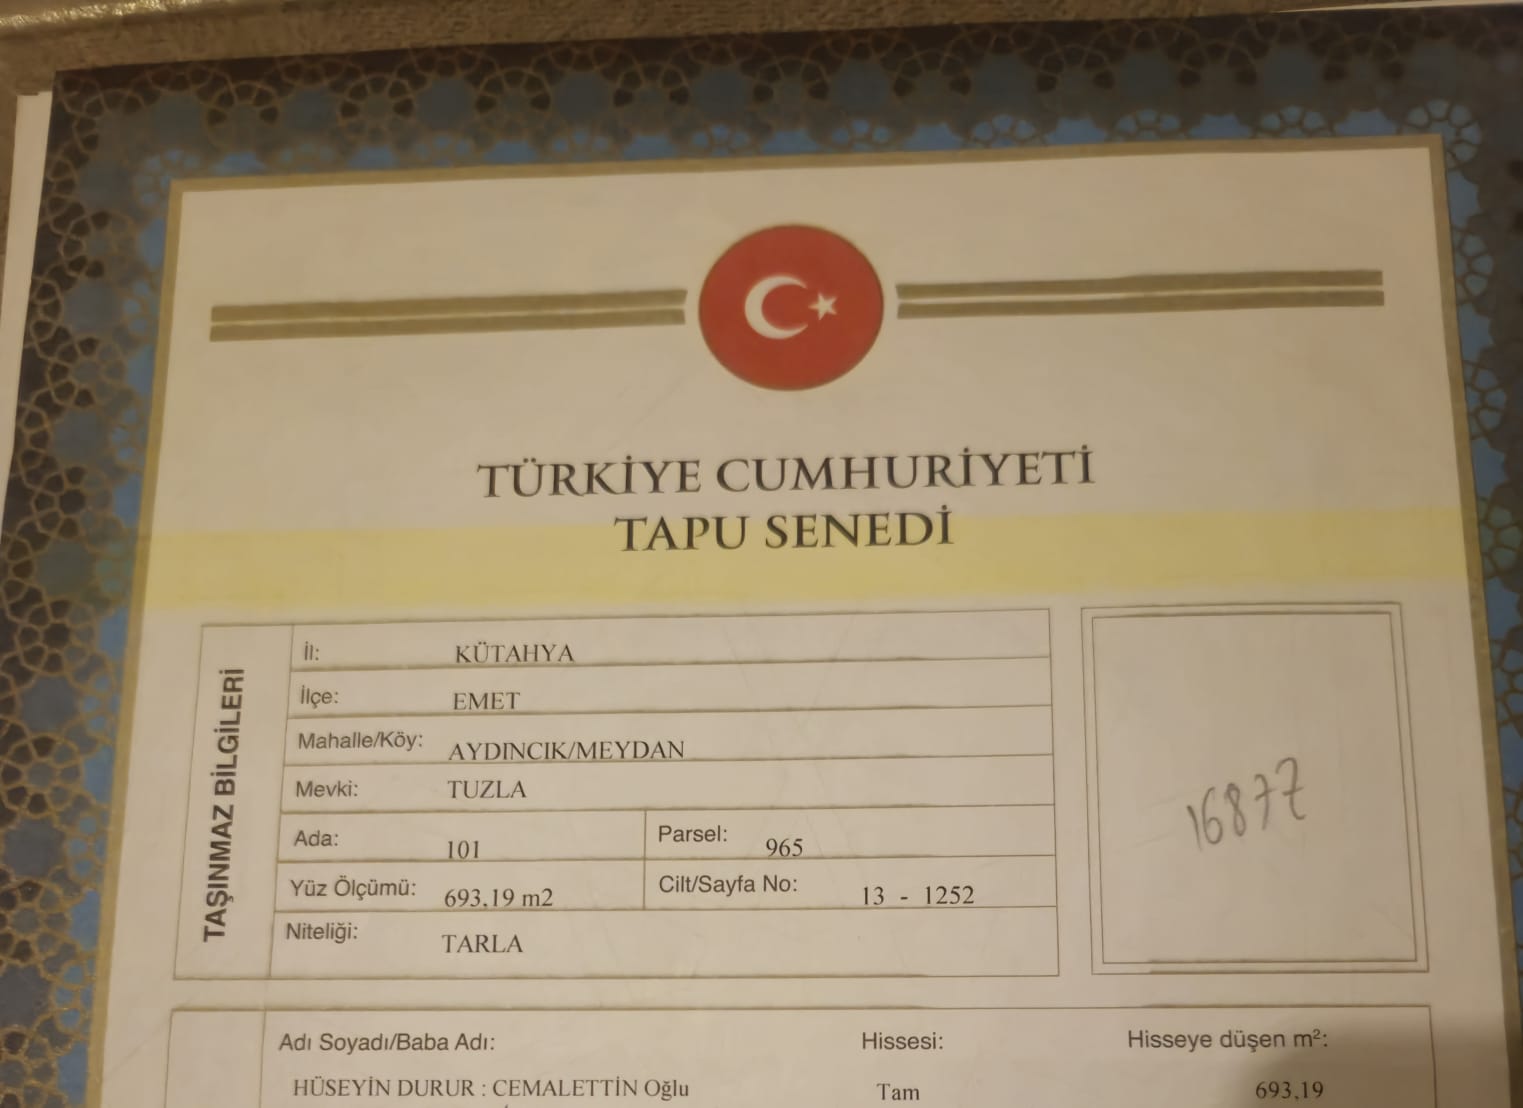 TÜRKİYE CUMHURİYETİ
TAPU SENEDİ
TAŞINMAZ BİLGİLERİ
İl: KÜTAHYA
İlçe: EMET
Mahalle/Köy: AYDINCIK/MEYDAN
Mevki: TUZLA
Ada: 101 Parsel: 965
Yüz Ölçümü: 693,19 m2 Cilt/Sayfa No: 13 - 1252
Niteliği: TARLA
16877
Adı Soyadı/Baba Adı: Hissesi: Hisseye düşen m²:
HÜSEYİN DURUR : CEMALETTİN Oğlu Tam 693,19